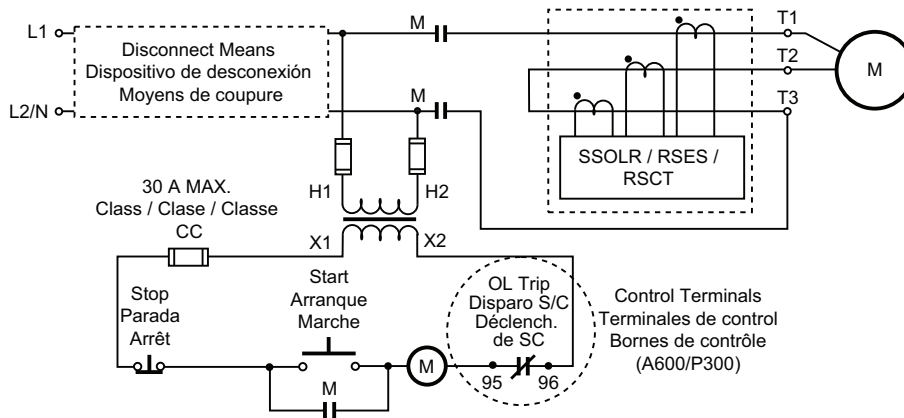 M
T1
L1
Disconnect Means
Dispositivo de desconexión
Moyens de coupure
T2
M
L2/N
M
T3
SSOLR / RSES /
RSCT
30 A MAX.
Class / Clase / Classe
CC
H1
H2
X1
X2
Stop
Parada
Arrêt
Start
Arranque
Marche
OL Trip
Disparo S/C
Déclench.
de SC
Control Terminals
Terminales de control
Bornes de contrôle
(A600/P300)
M
95
96
M